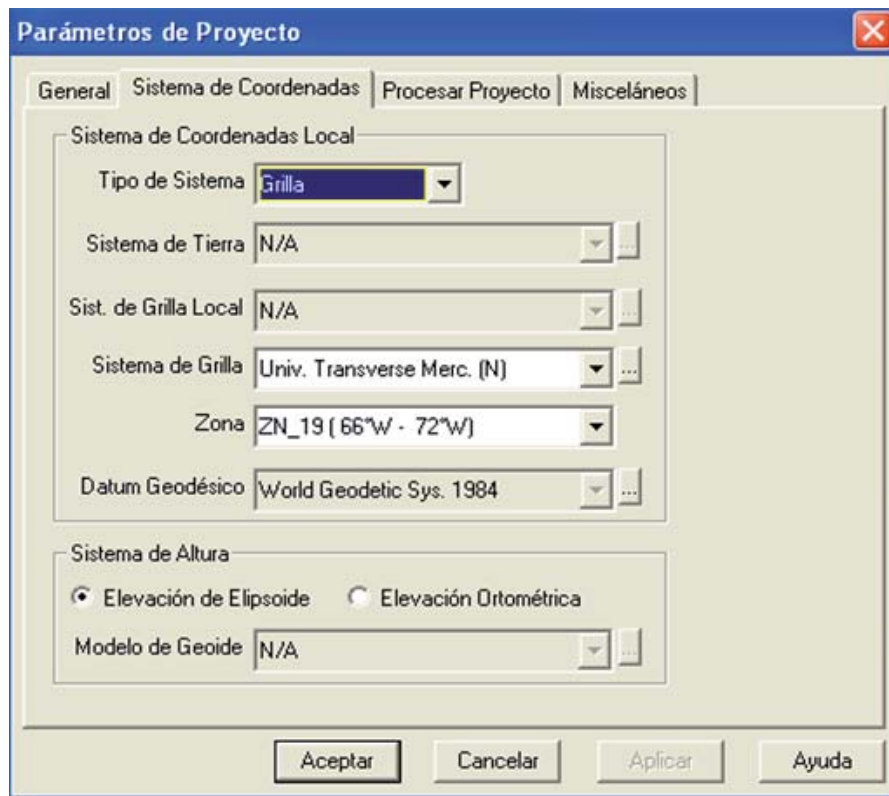 Parámetros de Proyecto
General Sistema de Coordenadas Procesar Proyecto Misceláneos
Sistema de Coordenadas Local
Tipo de Sistema Grilla
Sistema de Tierra N/A ...
Sist. de Grilla Local N/A ...
Sistema de Grilla Univ. Transverse Merc. (N) ...
Zona ZN_19 ( 66°W - 72°W)
Datum Geodésico World Geodetic Sys. 1984 ...
Sistema de Altura
Elevación de Elipsoide Elevación Ortométrica
Modelo de Geoide N/A ...
Aceptar Cancelar Aplicar Ayuda